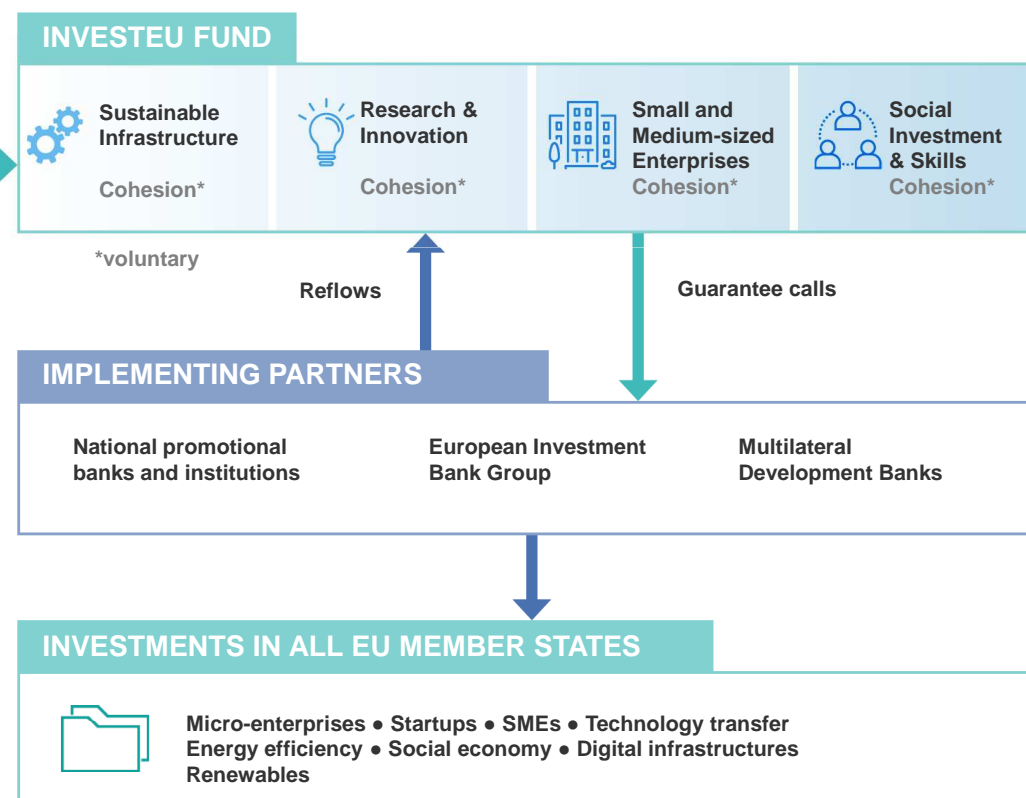 INVESTEU FUND
Sustainable
Infrastructure
Cohesion*
Research &
Innovation
Cohesion*
Small and
Medium-sized
Enterprises
Cohesion*
Social
Investment
& Skills
Cohesion*
*voluntary
Reflows
Guarantee calls
IMPLEMENTING PARTNERS
National promotional
banks and institutions
European Investment
Bank Group
Multilateral
Development Banks
INVESTMENTS IN ALL EU MEMBER STATES
Micro-enterprises ● Startups ● SMEs ● Technology transfer
Energy efficiency ● Social economy ● Digital infrastructures
Renewables